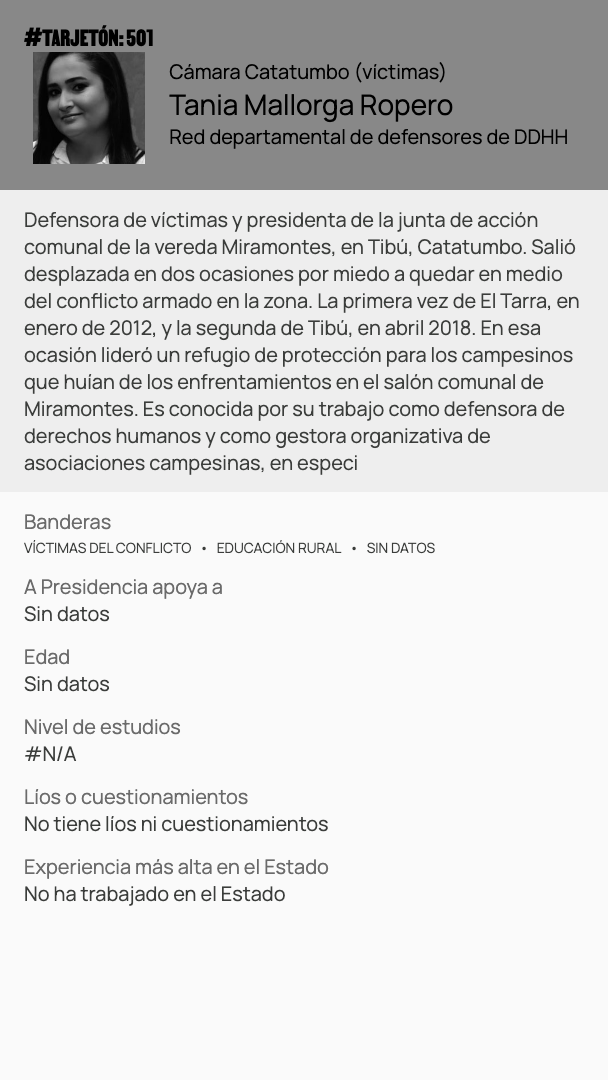 #TARJETÓN: 501
Cámara Catatumbo (víctimas)
Tania Mallorga Ropero
Red departamental de defensores de DDHH
Defensora de víctimas y presidenta de la junta de acción
comunal de la vereda Miramontes, en Tibú, Catatumbo. Salió
desplazada en dos ocasiones por miedo a quedar en medio
del conflicto armado en la zona. La primera vez de El Tarra, en
enero de 2012, y la segunda de Tibú, en abril 2018. En esa
ocasión lideró un refugio de protección para los campesinos
que huían de los enfrentamientos en el salón comunal de
Miramontes. Es conocida por su trabajo como defensora de
derechos humanos y como gestora organizativa de
asociaciones campesinas, en especi
Banderas
VÍCTIMAS DEL CONFLICTO • EDUCACIÓN RURAL • SIN DATOS
A Presidencia apoya a
Sin datos
Edad
Sin datos
Nivel de estudios
#N/A
Líos o cuestionamientos
No tiene líos ni cuestionamientos
Experiencia más alta en el Estado
No ha trabajado en el Estado